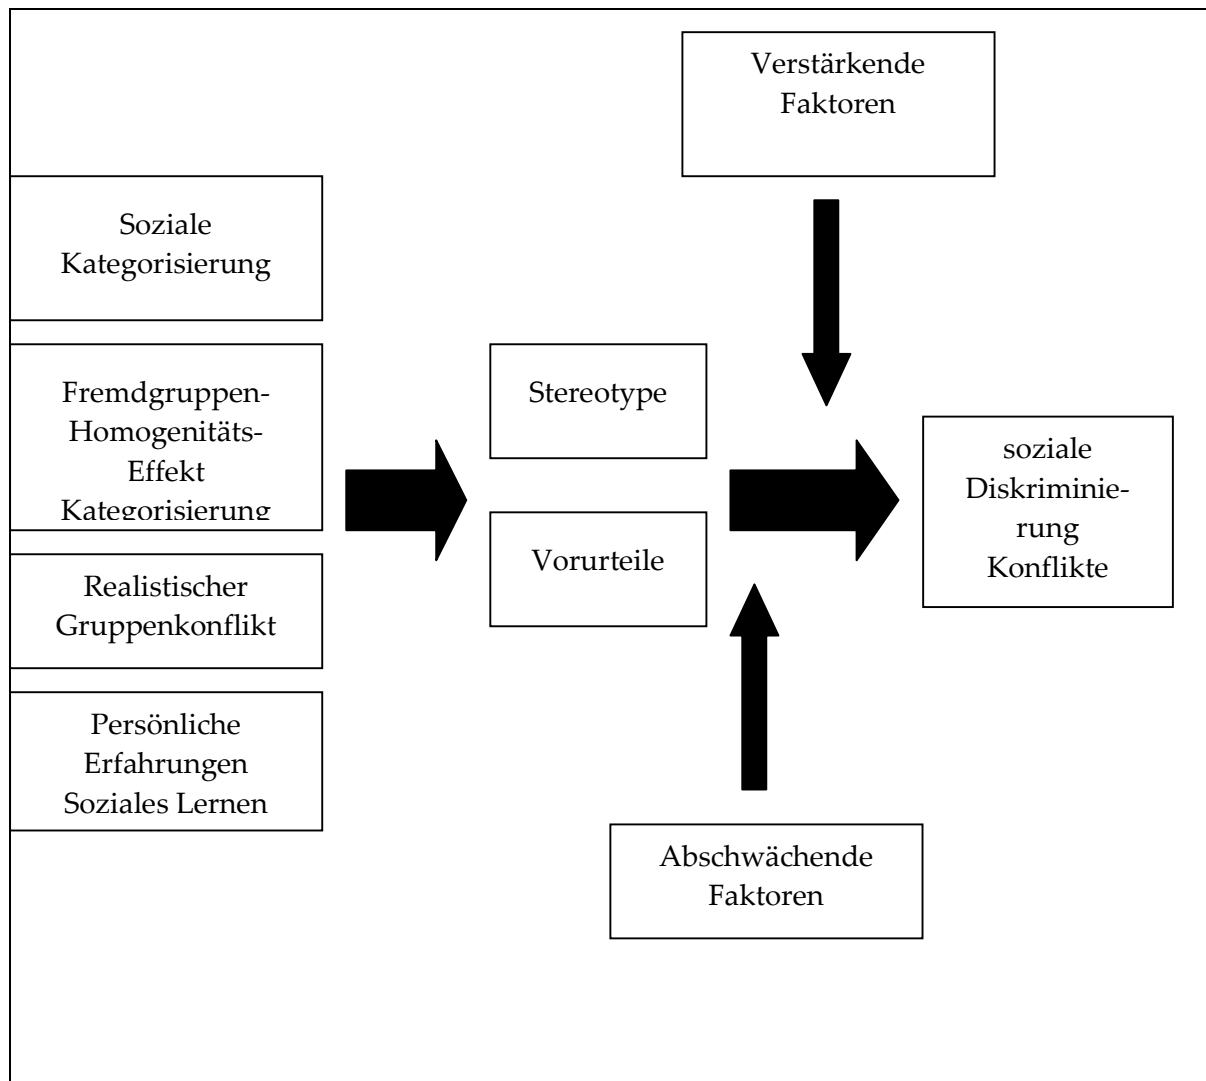 Verstärkende
Faktoren
Soziale
Kategorisierung
Fremdgruppen-
Homogenitäts-
Effekt
Kategorisierung
Realistischer
Gruppenkonflikt
Persönliche
Erfahrungen
Soziales Lernen
Stereotype
Vorurteile
soziale
Diskriminie-
rung
Konflikte
Abschwächende
Faktoren